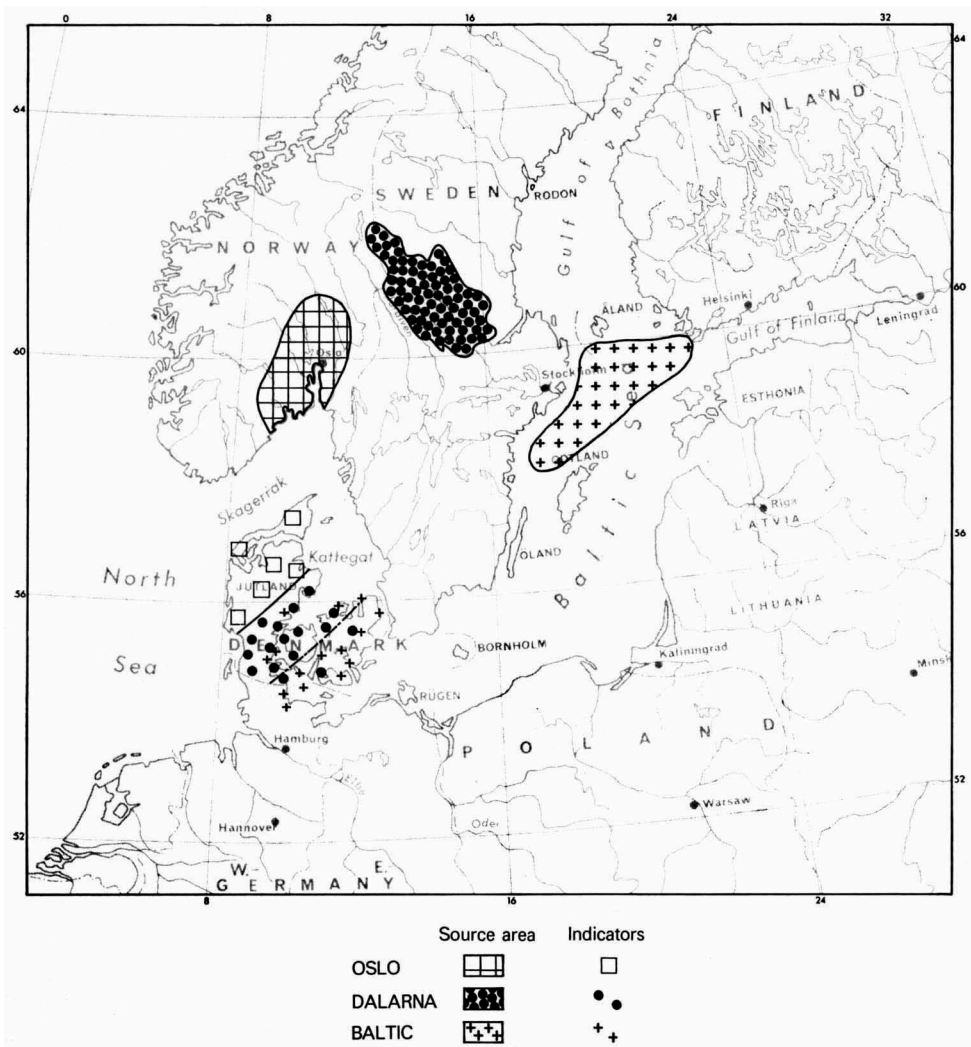 0 8 16 24 32
64 64
FINLAND
Gulf of Bothnia
SWEDEN
RODON
NORWAY
60
Helsinki
ÅLAND
Leningrad
Gulf of Finland
60
Oslo
Stockholm
ESTHONIA
GOTLAND
Skagerrak
Riga
LATVIA
Kattegat
ÖLAND
North
Baltic Sea
56
JUTLAND
56
LITHUANIA
DENMARK
BORNHOLM
Kaliningrad
Sea
Minsk
RÜGEN
Hamburg
POLAND
Elbe
52
Warsaw
Hannover
Oder
52
W. E.
GERMANY
8 16 24
Source area Indicators
OSLO
DALARNA
BALTIC